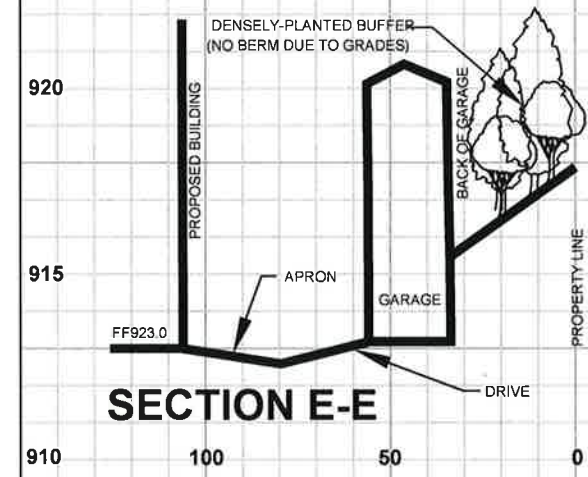 DENSELY-PLANTED BUFFER
(NO BERM DUE TO GRADES)
920
PROPOSED BUILDING
BACK OF GARAGE
915
APRON
GARAGE
PROPERTY LINE
FF923.0
DRIVE
SECTION E-E
910
100
50
0